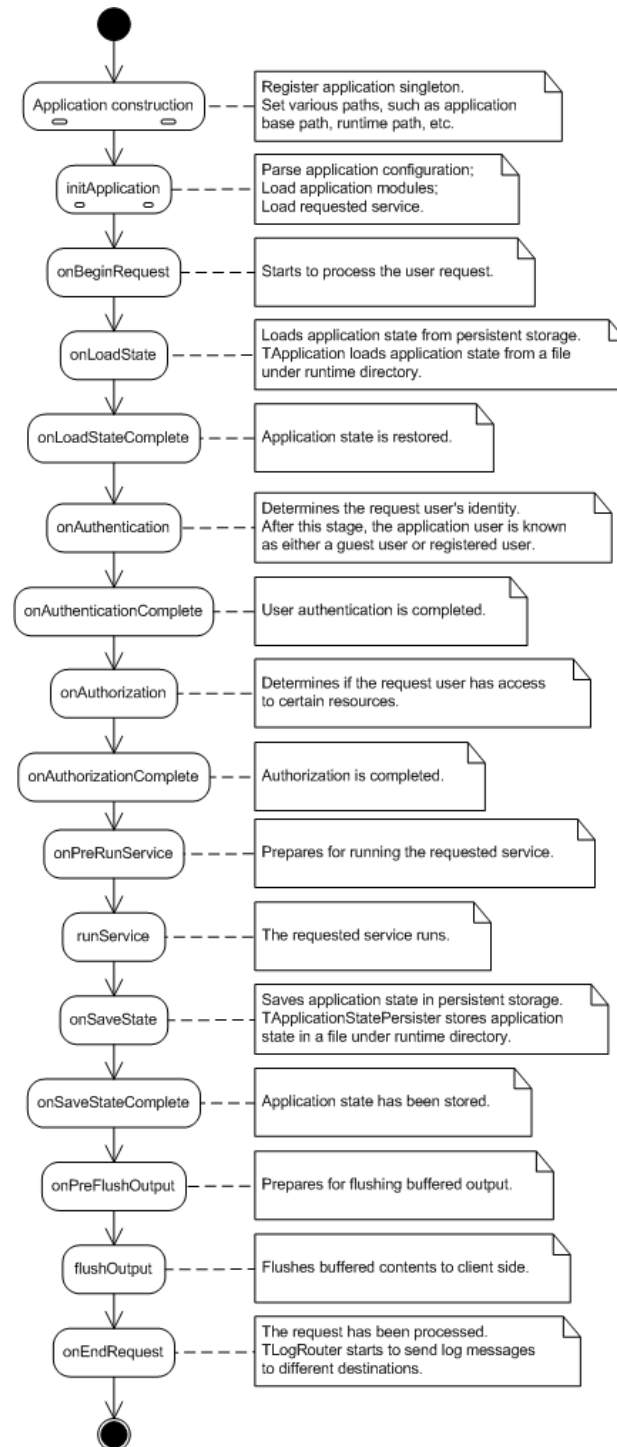 Application construction
Register application singleton.
Set various paths, such as application
base path, runtime path, etc.
initApplication
Parse application configuration;
Load application modules;
Load requested service.
onBeginRequest
Starts to process the user request.
onLoadState
Loads application state from persistent storage.
TApplication loads application state from a file
under runtime directory.
onLoadStateComplete
Application state is restored.
onAuthentication
Determines the request user's identity.
After this stage, the application user is known
as either a guest user or registered user.
onAuthenticationComplete
User authentication is completed.
onAuthorization
Determines if the request user has access
to certain resources.
onAuthorizationComplete
Authorization is completed.
onPreRunService
Prepares for running the requested service.
runService
The requested service runs.
onSaveState
Saves application state in persistent storage.
TApplicationStatePersister stores application
state in a file under runtime directory.
onSaveStateComplete
Application state has been stored.
onPreFlushOutput
Prepares for flushing buffered output.
flushOutput
Flushes buffered contents to client side.
onEndRequest
The request has been processed.
TLogRouter starts to send log messages
to different destinations.